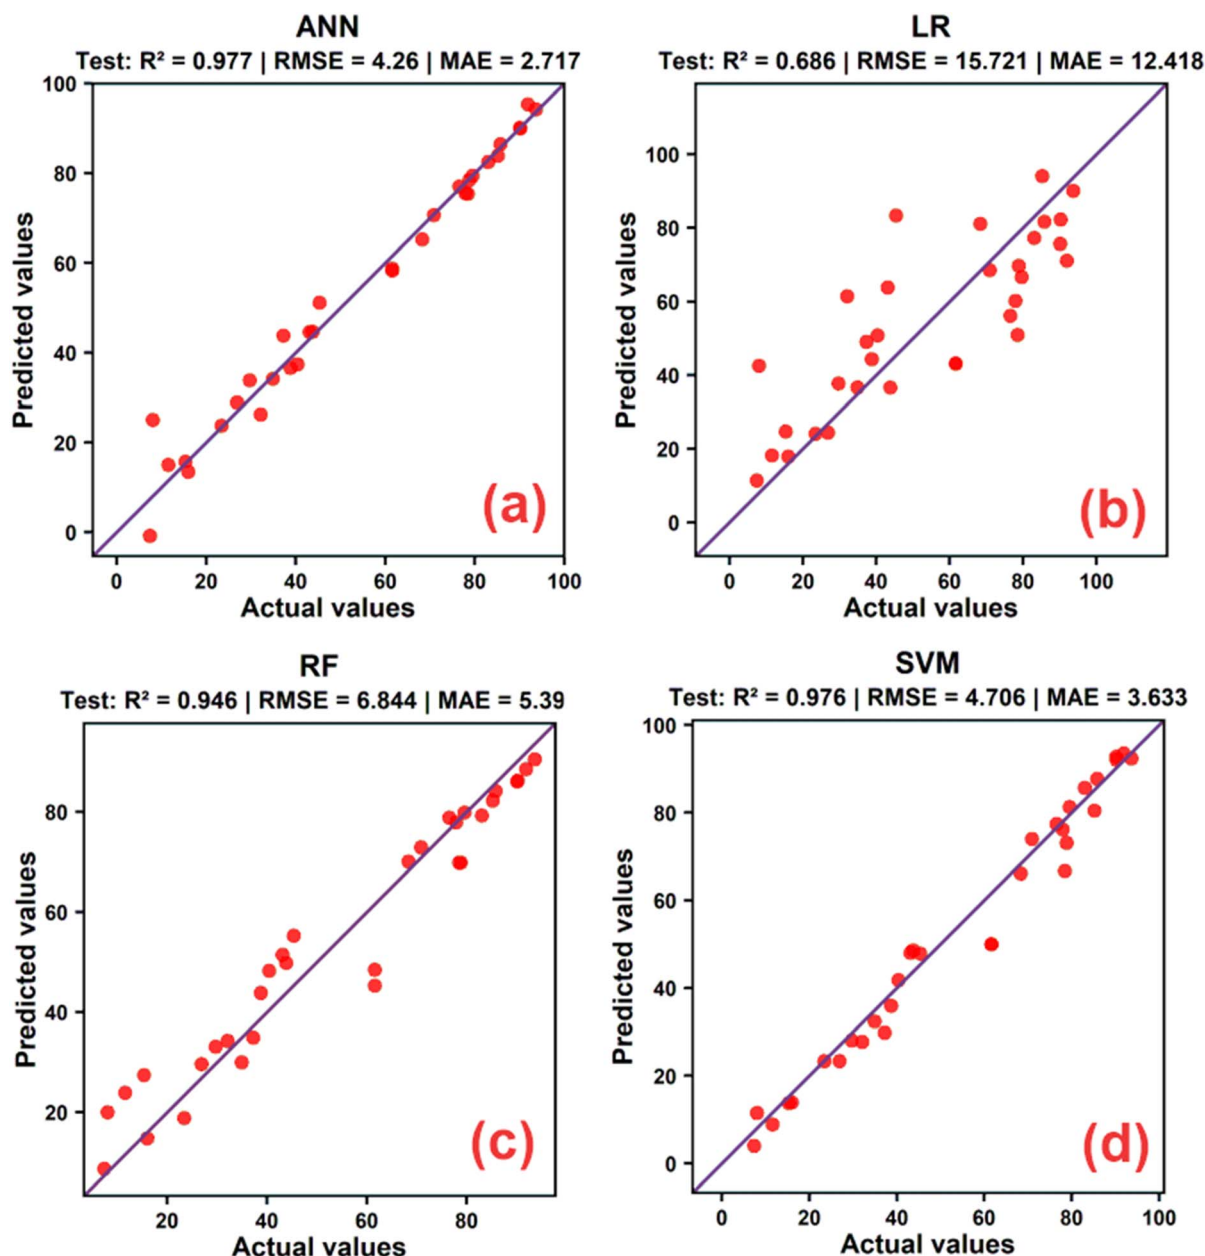 ANN
Test: R² = 0.977 | RMSE = 4.26 | MAE = 2.717
100
80
60
40
20
0
Predicted values
(a)
0 20 40 60 80 100
Actual values
LR
Test: R² = 0.686 | RMSE = 15.721 | MAE = 12.418
100
80
60
40
20
0
Predicted values
(b)
0 20 40 60 80 100
Actual values
RF
Test: R² = 0.946 | RMSE = 6.844 | MAE = 5.39
80
60
40
20
Predicted values
(c)
20 40 60 80
Actual values
SVM
Test: R² = 0.976 | RMSE = 4.706 | MAE = 3.633
100
80
60
40
20
0
Predicted values
(d)
0 20 40 60 80 100
Actual values